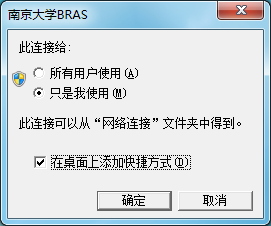 南京大学BRAS
此连接给:
所有用户使用(A)
只是我使用(M)
此连接可以从“网络连接”文件夹中得到。
在桌面上添加快捷方式(D)
确定
取消